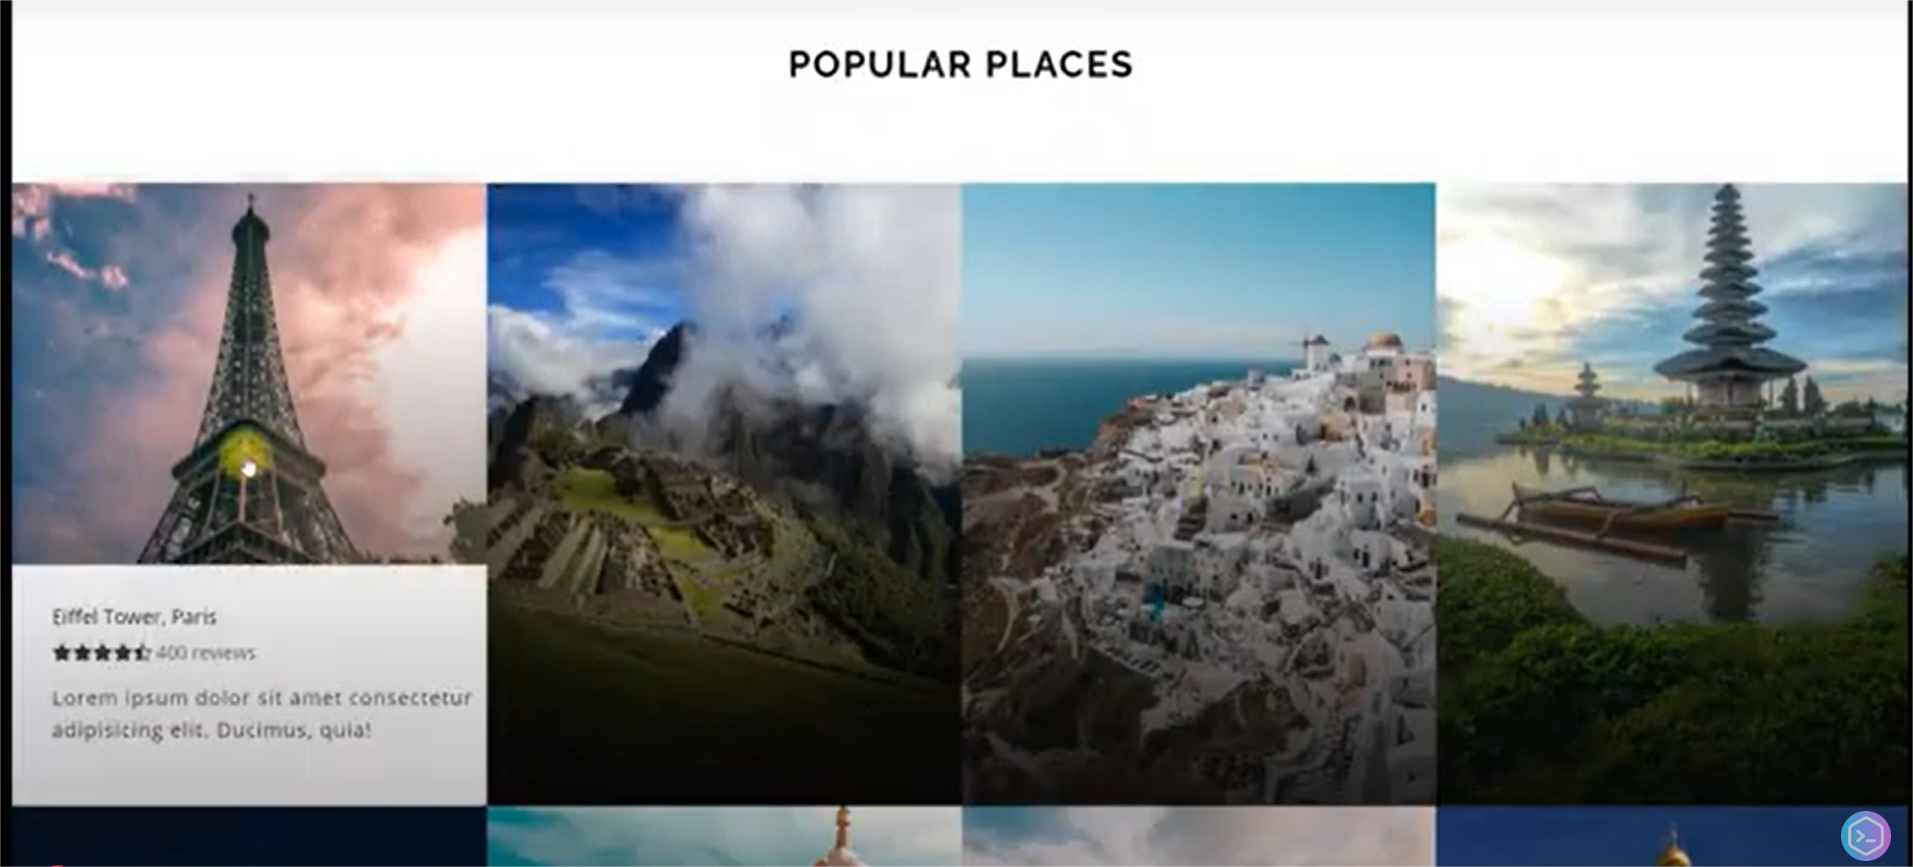 POPULAR PLACES
Eiffel Tower, Paris
400 reviews
Lorem ipsum dolor sit amet consectetur
adipisicing elit. Ducimus, quia!